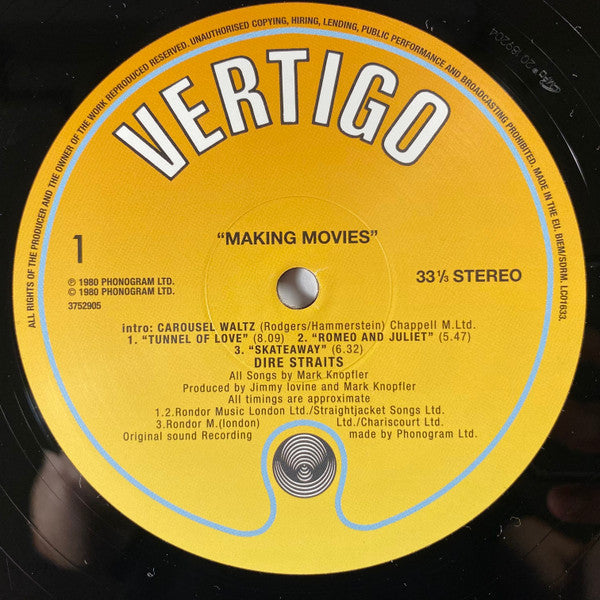 ALL RIGHTS OF THE PRODUCER AND THE OWNER OF THE WORK REPRODUCED RESERVED. UNAUTHORISED COPYING, HIRING, LENDING, PUBLIC PERFORMANCE AND BROADCASTING PROHIBITED. MADE IN THE EU. BIEM/SDRM. LC01633.
VERTIGO
1
"MAKING MOVIES"
33 ⅓ STEREO
℗ 1980 PHONOGRAM LTD.
© 1980 PHONOGRAM LTD.
3752905
intro: CAROUSEL WALTZ (Rodgers/Hammerstein) Chappell M.Ltd.
1. "TUNNEL OF LOVE" (8.09) 2. "ROMEO AND JULIET" (5.47)
3. "SKATEAWAY" (6.32)
DIRE STRAITS
All Songs by Mark Knopfler
Produced by Jimmy Iovine and Mark Knopfler
All timings are approximate
1.2.Rondor Music London Ltd./Straightjacket Songs Ltd.
3.Rondor M.(london) Ltd./Chariscourt Ltd.
Original sound Recording made by Phonogram Ltd.